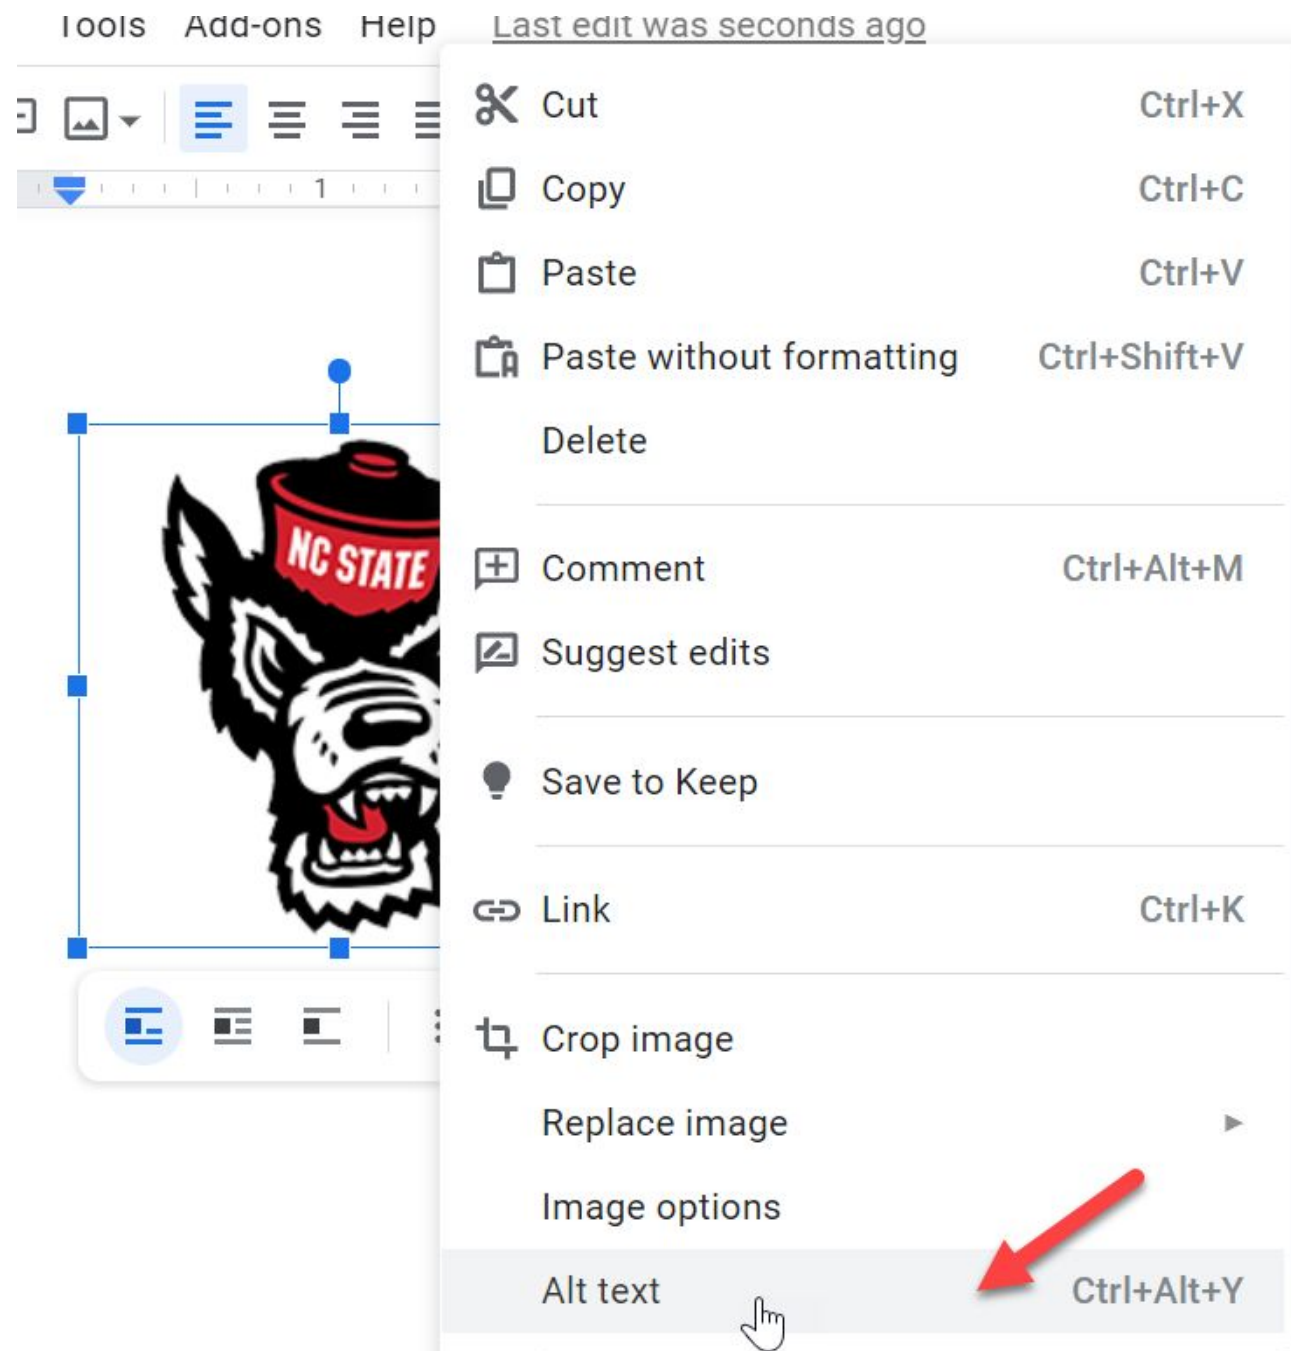 Tools Add-ons Help Last edit was seconds ago
1
Cut Ctrl+X
Copy Ctrl+C
Paste Ctrl+V
Paste without formatting Ctrl+Shift+V
Delete
NC STATE
Comment Ctrl+Alt+M
Suggest edits
Save to Keep
Link Ctrl+K
Crop image
Replace image
Image options
Alt text Ctrl+Alt+Y